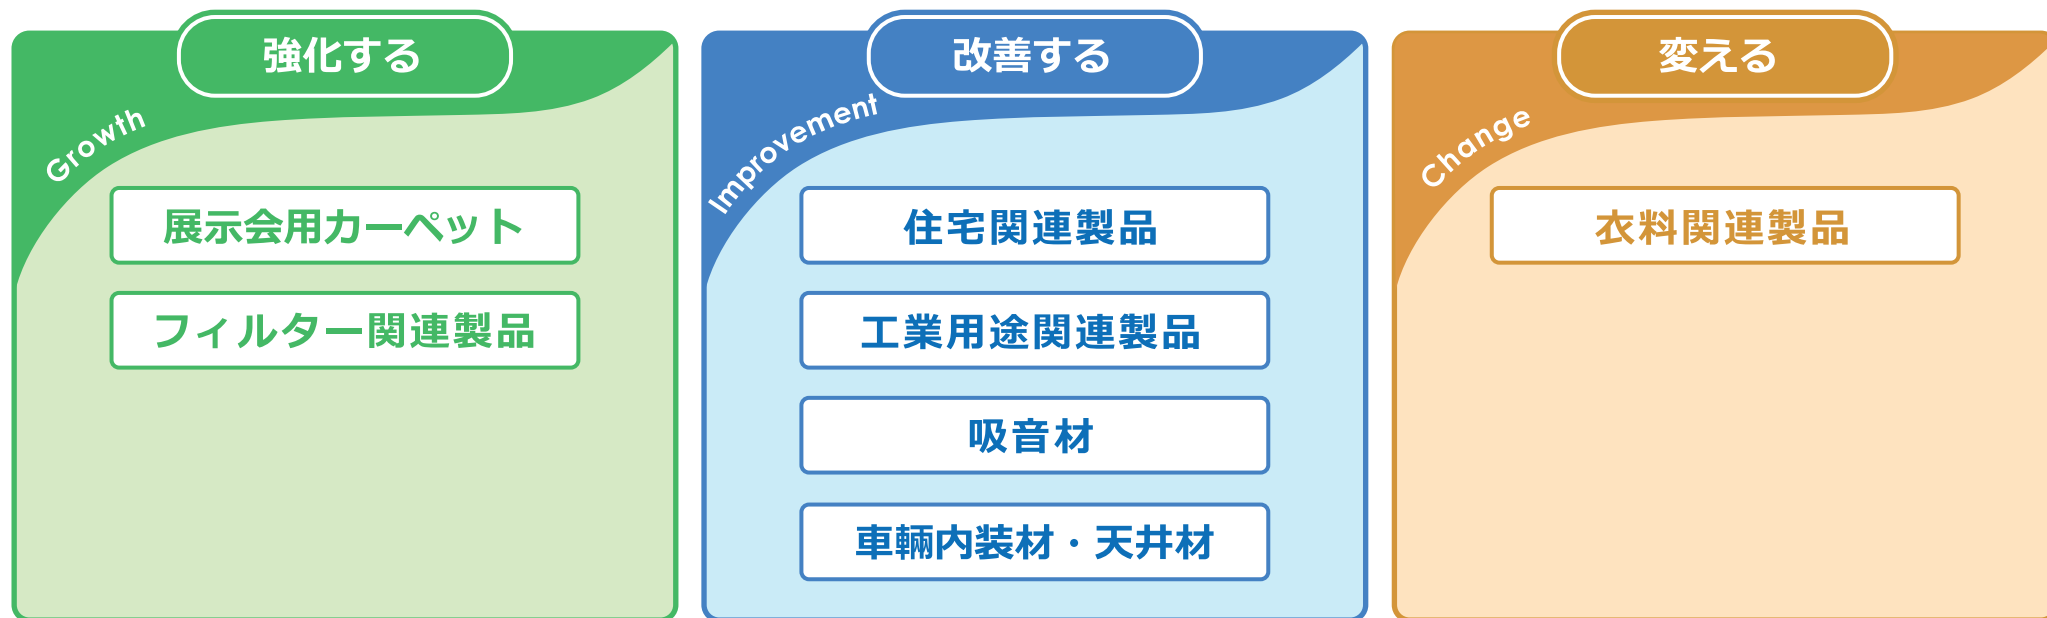 強化する
Growth
展示会用カーペット
フィルター関連製品
改善する
Improvement
住宅関連製品
工業用途関連製品
吸音材
車輛内装材・天井材
変える
Change
衣料関連製品